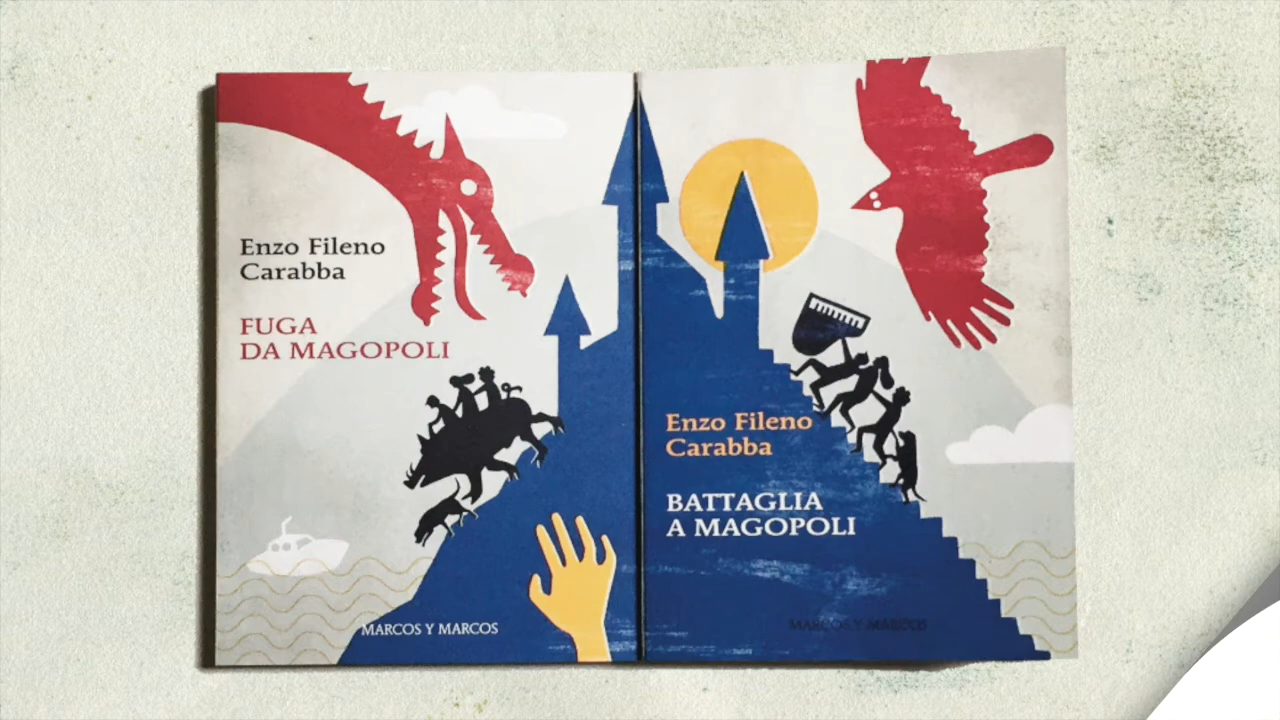 Enzo Fileno
Carabba
FUGA
DA MAGOPOLI
MARCOS Y MARCOS
Enzo Fileno
Carabba
BATTAGLIA
A MAGOPOLI
MARCOS Y MARCOS